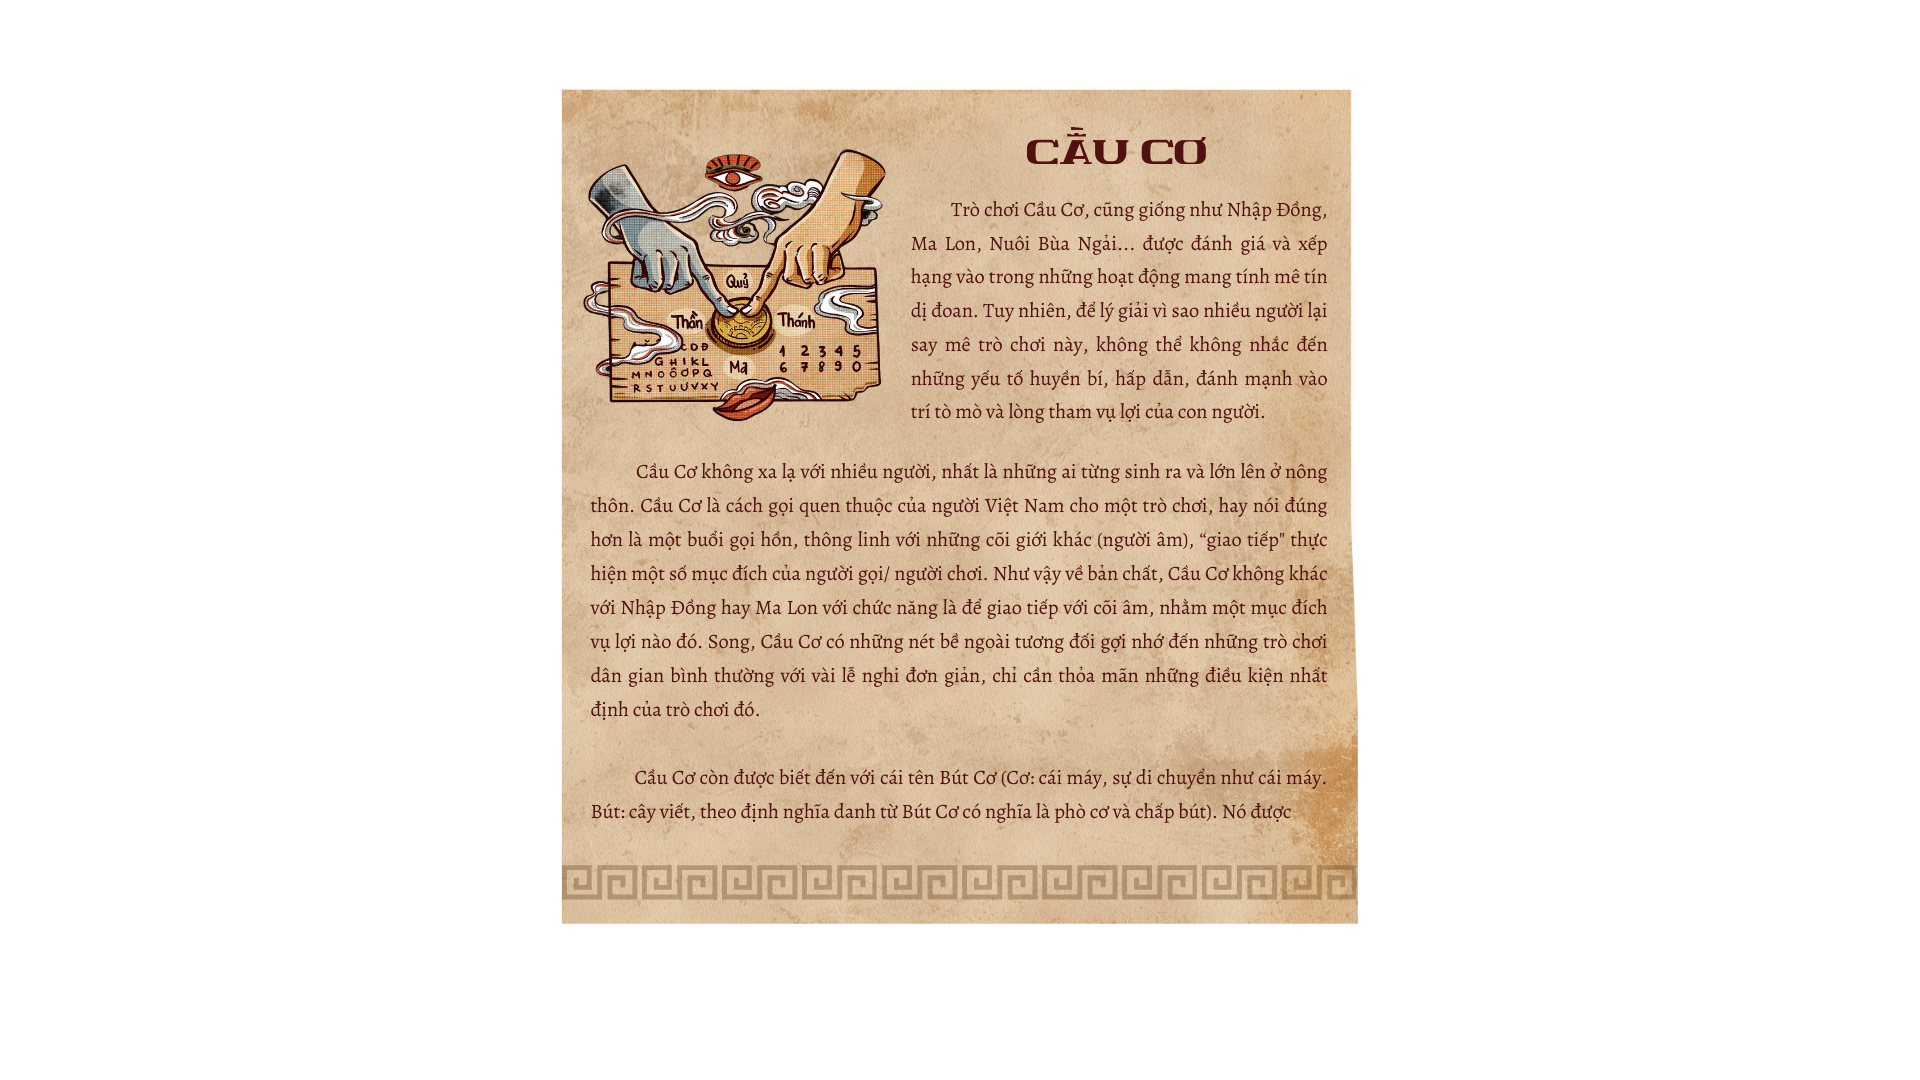 CẦU CƠ
Quỷ
Thần
Thánh
Ma
C D Đ
G H I K L
M N O Ô Ơ P Q
R S T U Ư V X Y
1 2 3 4 5
6 7 8 9 0
Trò chơi Cầu Cơ, cũng giống như Nhập Đồng,
Ma Lon, Nuôi Bùa Ngải... được đánh giá và xếp
hạng vào trong những hoạt động mang tính mê tín
dị đoan. Tuy nhiên, để lý giải vì sao nhiều người lại
say mê trò chơi này, không thể không nhắc đến
những yếu tố huyền bí, hấp dẫn, đánh mạnh vào
trí tò mò và lòng tham vụ lợi của con người.
Cầu Cơ không xa lạ với nhiều người, nhất là những ai từng sinh ra và lớn lên ở nông
thôn. Cầu Cơ là cách gọi quen thuộc của người Việt Nam cho một trò chơi, hay nói đúng
hơn là một buổi gọi hồn, thông linh với những cõi giới khác (người âm), “giao tiếp" thực
hiện một số mục đích của người gọi/ người chơi. Như vậy về bản chất, Cầu Cơ không khác
với Nhập Đồng hay Ma Lon với chức năng là để giao tiếp với cõi âm, nhằm một mục đích
vụ lợi nào đó. Song, Cầu Cơ có những nét bề ngoài tương đối gợi nhớ đến những trò chơi
dân gian bình thường với vài lễ nghi đơn giản, chỉ cần thỏa mãn những điều kiện nhất
định của trò chơi đó.
Cầu Cơ còn được biết đến với cái tên Bút Cơ (Cơ: cái máy, sự di chuyển như cái máy.
Bút: cây viết, theo định nghĩa danh từ Bút Cơ có nghĩa là phò cơ và chấp bút). Nó được